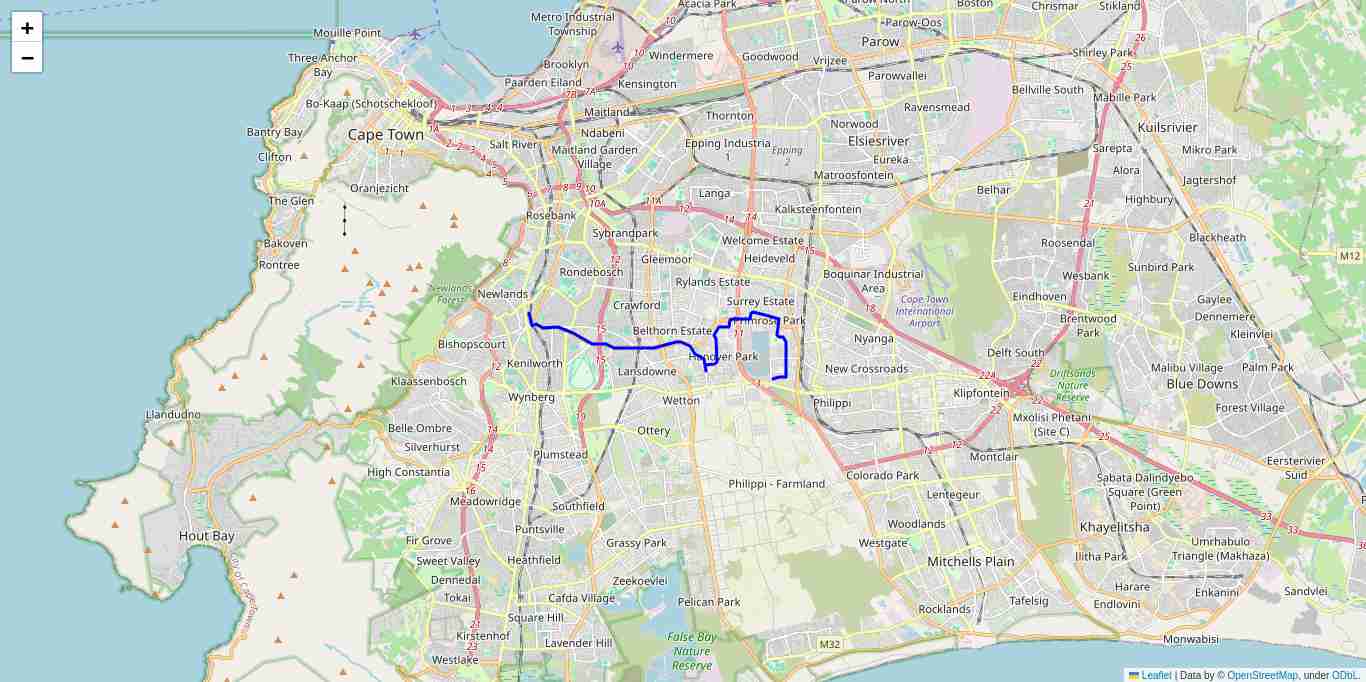 +
−
Acacia Park
Parow North
Boston
Chrismar
Stikland
Metro Industrial
Township
Parow-Oos
Mouille Point
Parow
Three Anchor
Bay
Windermere
Goodwood
Vrijzee
Shirley Park
Brooklyn
Paarden Eiland
Kensington
Parowvallei
Bellville South
Mabille Park
Bo-Kaap (Schotschekloof)
Maitland
Thornton
Ravensmead
Norwood
Kuilsrivier
Bantry Bay
Cape Town
Salt River
Ndabeni
Maitland Garden
Village
Epping Industria
1
Epping
2
Elsiesriver
Eureka
Sarepta
Mikro Park
Clifton
Matroosfontein
Alora
Jagtershof
Oranjezicht
Langa
Belhar
Highbury
The Glen
Rosebank
Kalksteenfontein
Bakoven
Sybrandpark
Welcome Estate
Roosendal
Blackheath
M12
Rontree
Gleemoor
Heideveld
Rondebosch
Boquinar Industrial
Area
Wesbank
Sunbird Park
Newlands
Forest
Newlands
Rylands Estate
Crawford
Surrey Estate
Cape Town
International
Airport
Eindhoven
Gaylee
Dennemere
Belthorn Estate
Primrose Park
Brentwood
Park
Kleinvlei
Bishopscourt
Nyanga
Hanover Park
Delft South
Kenilworth
Lansdowne
New Crossroads
Malibu Village
Palm Park
Klaassenbosch
Driftsands
Nature
Reserve
Blue Downs
Wynberg
Wetton
Philippi
Klipfontein
Forest Village
Llandudno
Belle Ombre
Ottery
Mxolisi Phetani
(Site C)
Silverhurst
Plumstead
Montclair
High Constantia
Colorado Park
Eersterivier
Suid
Philippi - Farmland
Sabata Dalindyebo
Square (Green
Point)
Meadowridge
Southfield
Lentegeur
Hout Bay
Puntsville
Woodlands
Khayelitsha
Fir Grove
Grassy Park
Westgate
Umrhabulo
Triangle (Makhaza)
Sweet Valley
Heathfield
Mitchells Plain
Ilitha Park
Dennedal
Zeekoevlei
Harare
Enkanini
Sandvlei
Tokai
Cafda Village
Pelican Park
Rocklands
Tafelsig
Endlovini
Square Hill
Kirstenhof
Lavender Hill
False Bay
Nature
Reserve
M32
Monwabisi
Westlake
Leaflet | Data by © OpenStreetMap, under ODbL.